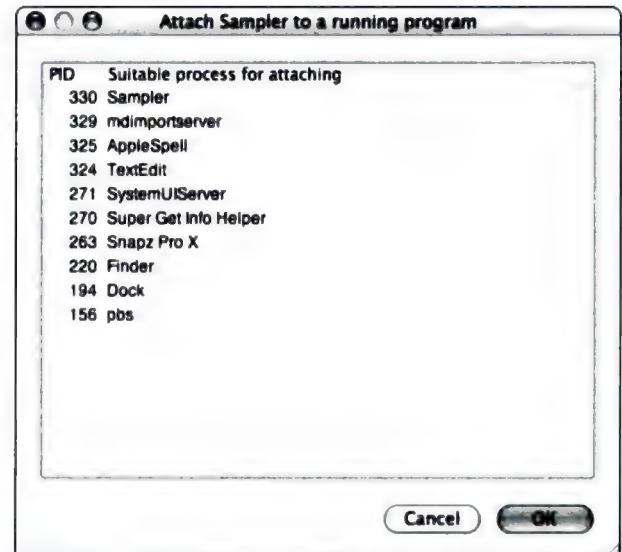 Attach Sampler to a running program
PID Suitable process for attaching
330 Sampler
329 mdimportserver
325 AppleSpell
324 TextEdit
271 SystemUIServer
270 Super Get Info Helper
263 Snapz Pro X
220 Finder
194 Dock
156 pbs
Cancel OK